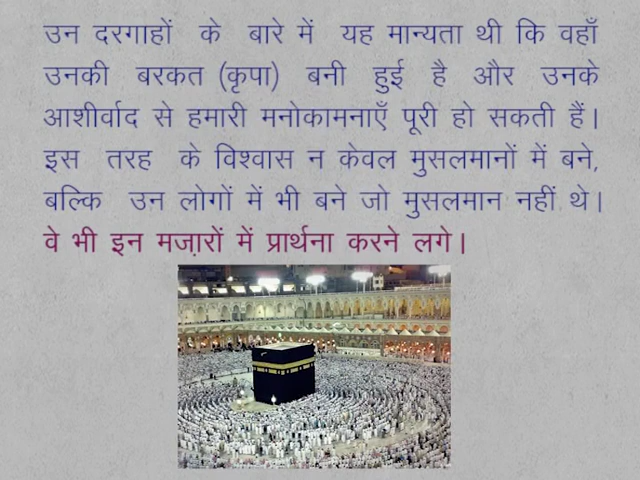 उन दरगाहों के बारे में यह मान्यता थी कि वहाँ
उनकी बरकत (कृपा) बनी हुई है और उनके
आशीर्वाद से हमारी मनोकामनाएँ पूरी हो सकती हैं।
इस तरह के विश्वास न केवल मुसलमानों में बने,
बल्कि उन लोगों में भी बने जो मुसलमान नहीं थे।
वे भी इन मज़ारों में प्रार्थना करने लगे।